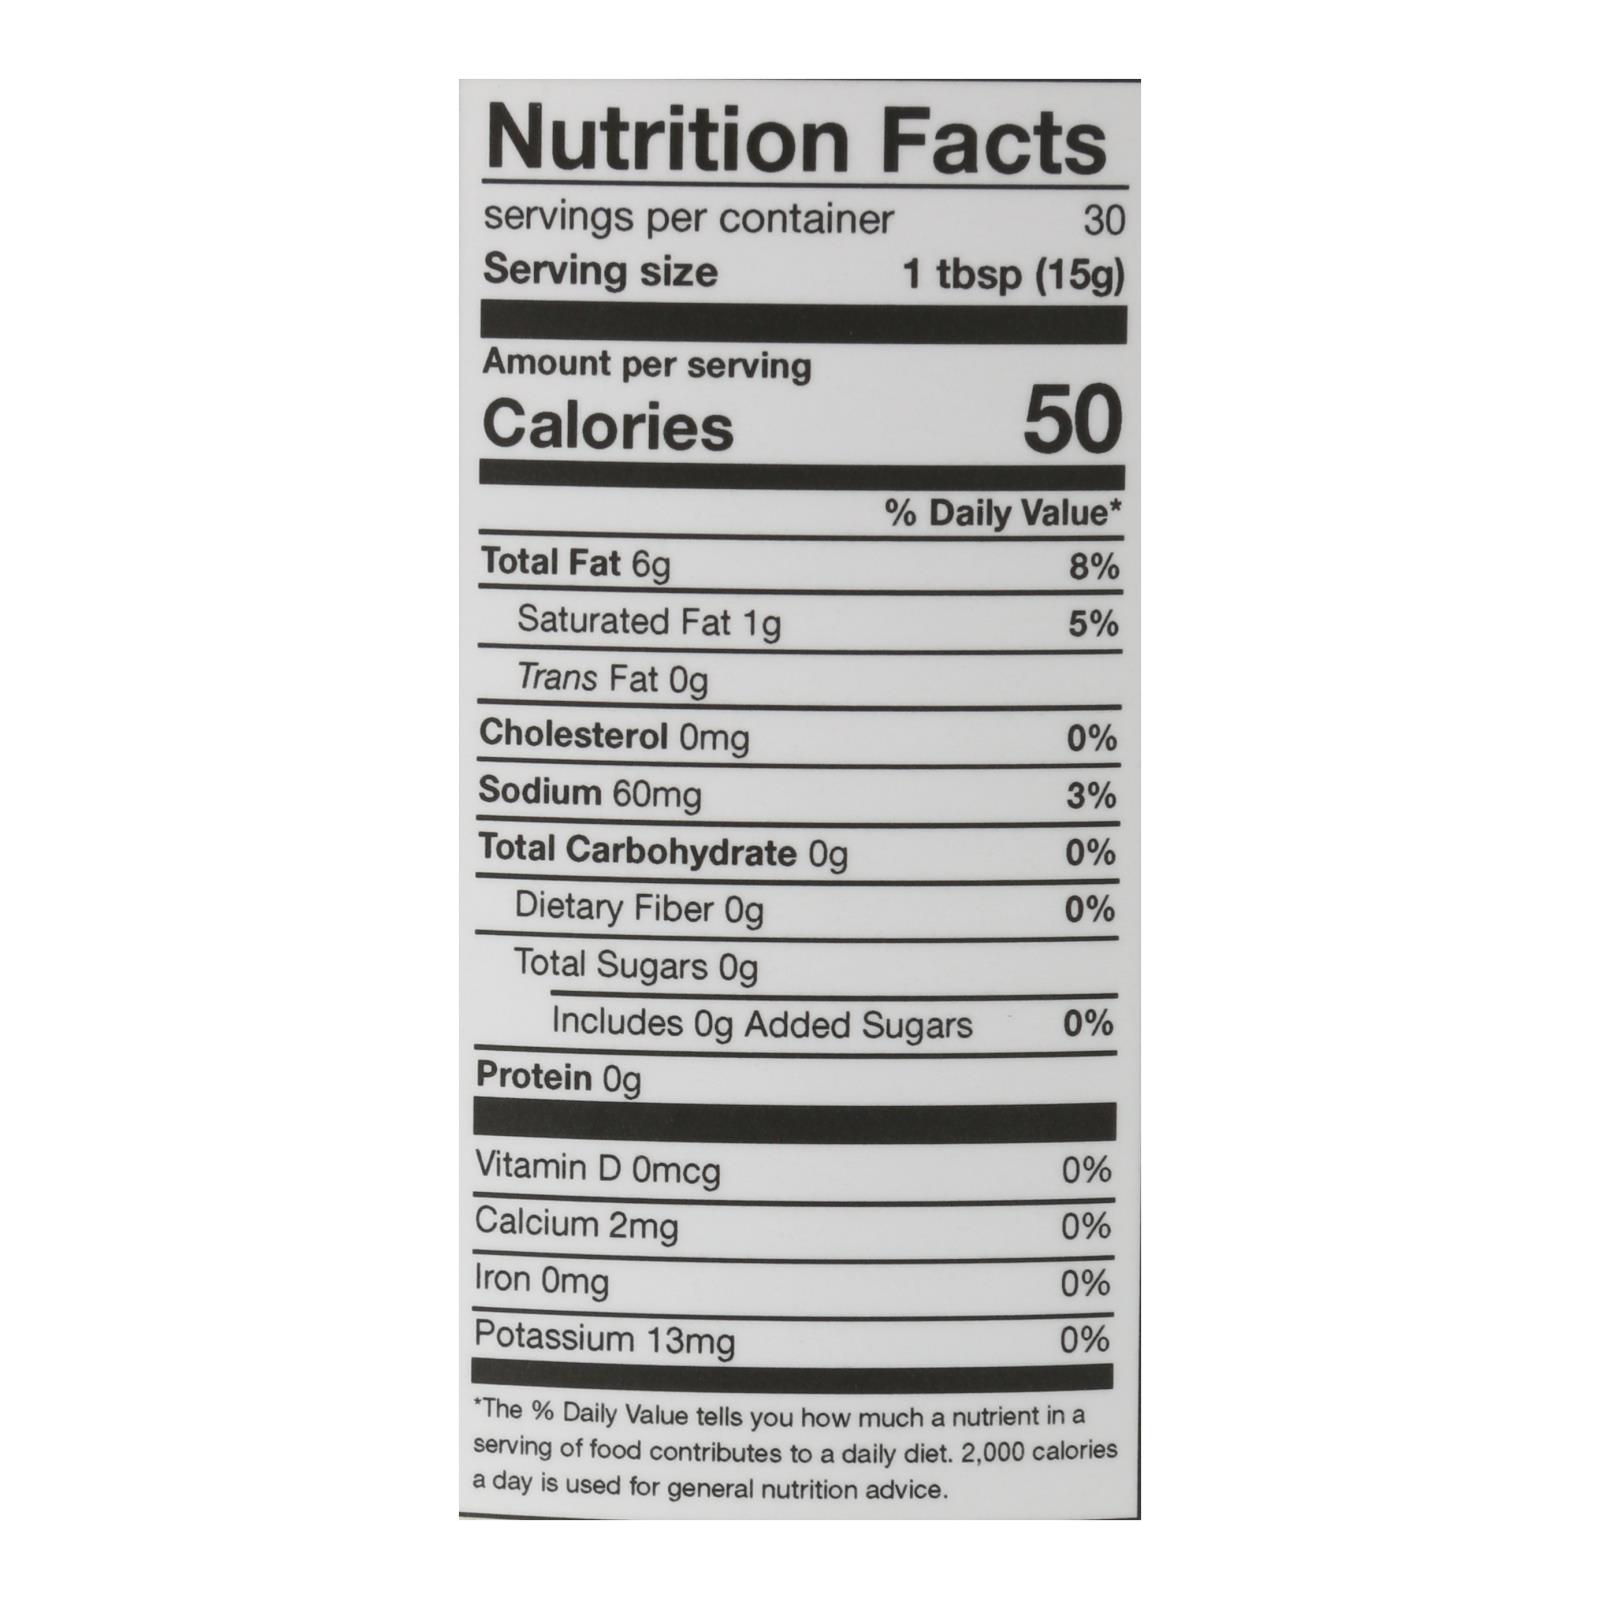 Nutrition Facts
servings per container 30
Serving size 1 tbsp (15g)
Amount per serving
Calories 50
% Daily Value*
Total Fat 6g 8%
Saturated Fat 1g 5%
Trans Fat 0g
Cholesterol 0mg 0%
Sodium 60mg 3%
Total Carbohydrate 0g 0%
Dietary Fiber 0g 0%
Total Sugars 0g
Includes 0g Added Sugars 0%
Protein 0g
Vitamin D 0mcg 0%
Calcium 2mg 0%
Iron 0mg 0%
Potassium 13mg 0%
*The % Daily Value tells you how much a nutrient in a
serving of food contributes to a daily diet. 2,000 calories
a day is used for general nutrition advice.